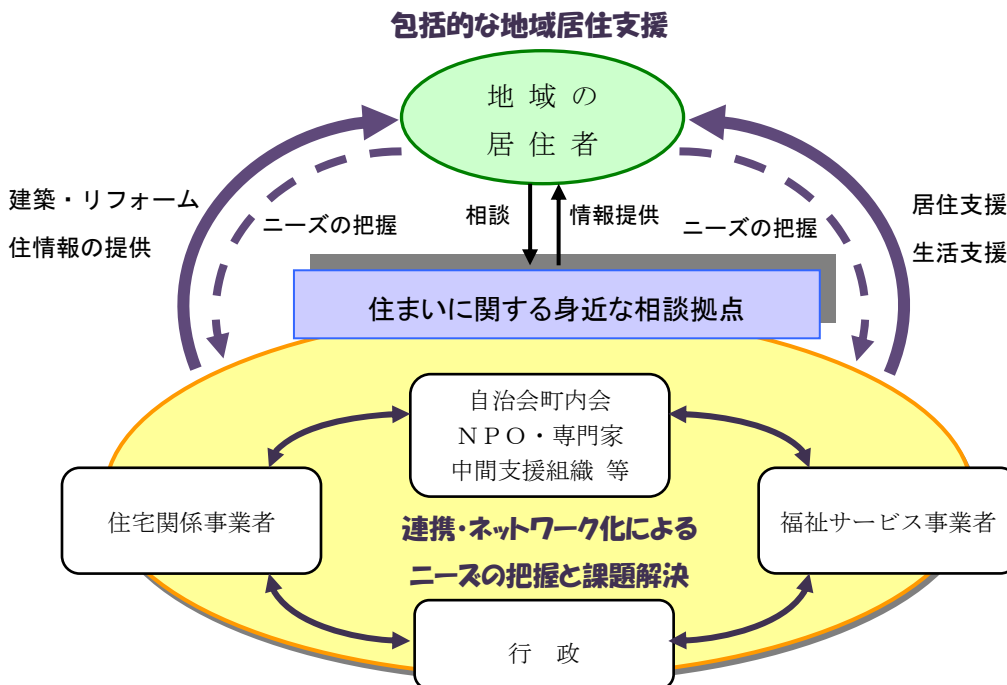 包括的な地域居住支援
地 域 の
居 住 者
建築・リフォーム
住情報の提供
ニーズの把握
相談
情報提供
ニーズの把握
居住支援
生活支援
住まいに関する身近な相談拠点
自治会町内会
ＮＰＯ・専門家
中間支援組織 等
住宅関係事業者
福祉サービス事業者
連携・ネットワーク化による
ニーズの把握と課題解決
行　政